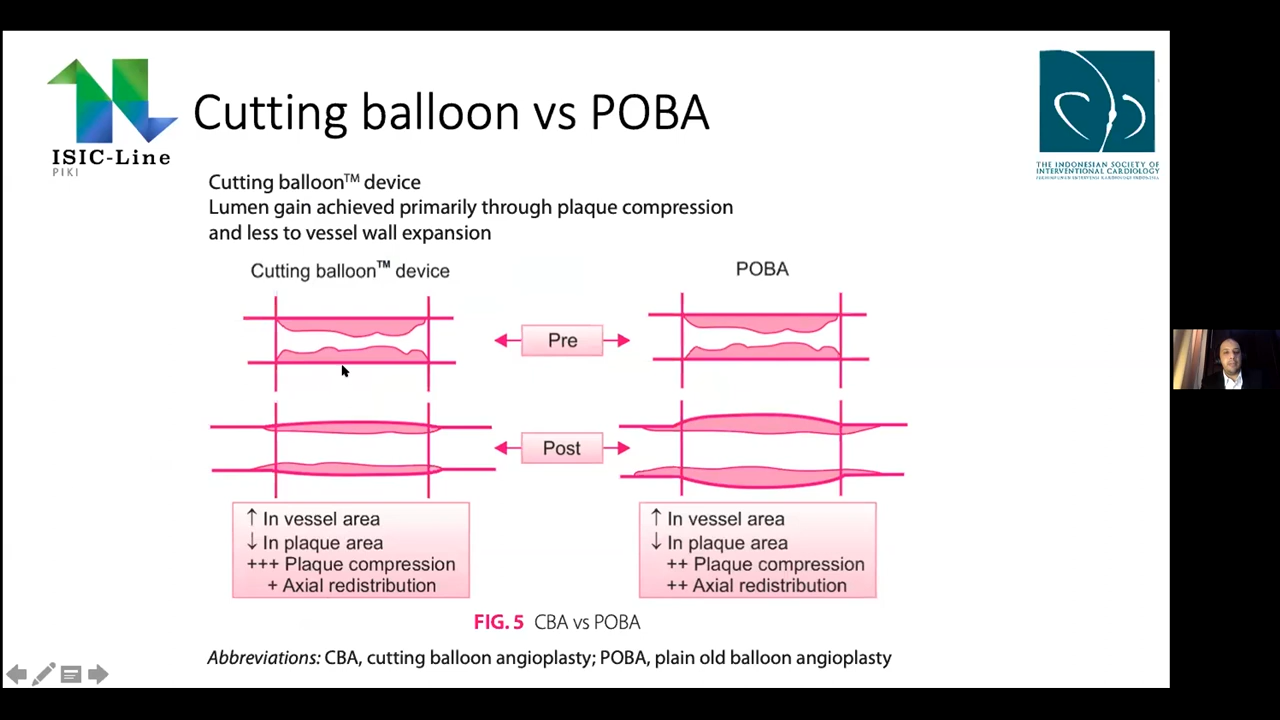 Cutting balloon vs POBA
ISIC-Line
PIKI
THE INDONESIAN SOCIETY OF
INTERVENTIONAL CARDIOLOGY
Cutting balloon™ device
Lumen gain achieved primarily through plaque compression
and less to vessel wall expansion
Cutting balloon™ device
POBA
Pre
Post
↑ In vessel area
↓ In plaque area
+++ Plaque compression
+ Axial redistribution
↑ In vessel area
↓ In plaque area
++ Plaque compression
++ Axial redistribution
FIG. 5 CBA vs POBA
Abbreviations: CBA, cutting balloon angioplasty; POBA, plain old balloon angioplasty